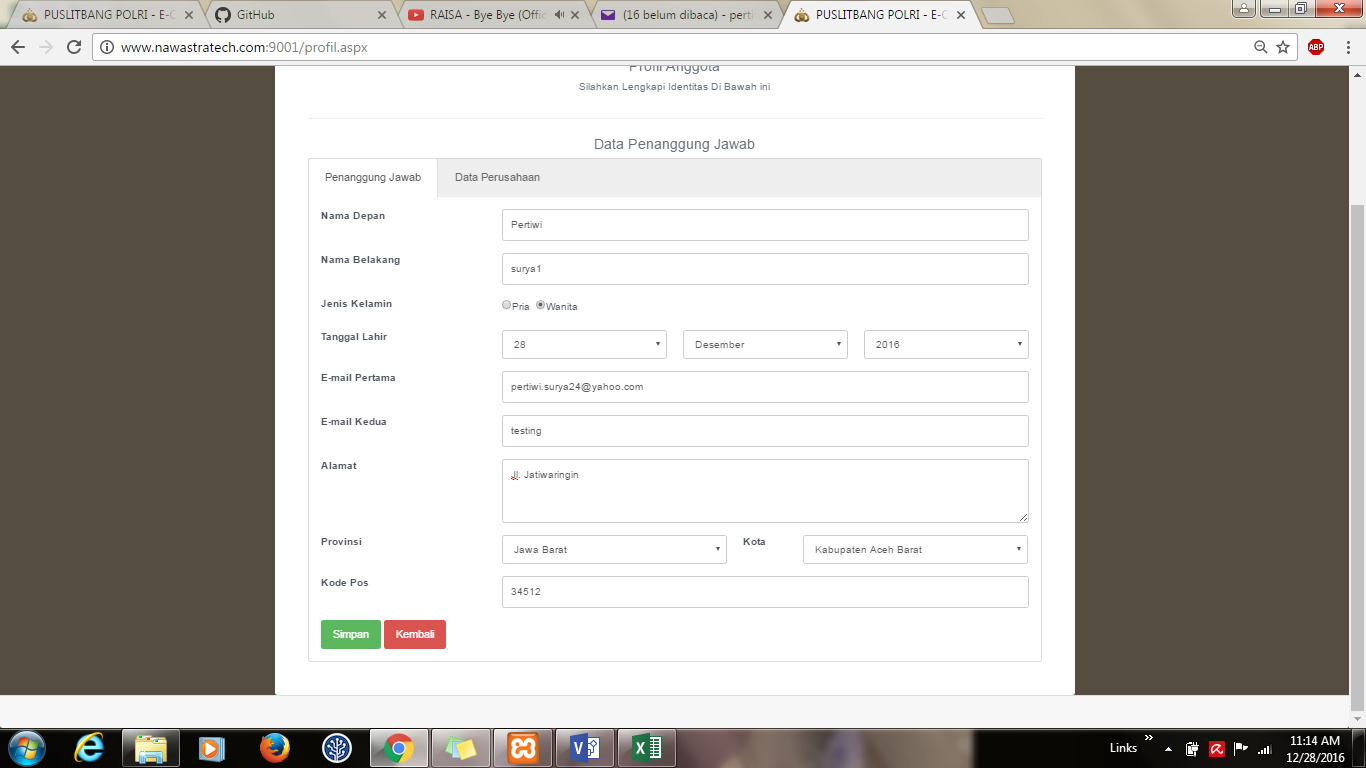 PUSLITBANG POLRI - E-C
GitHub
RAISA - Bye Bye (Offic
(16 belum dibaca) - perti
PUSLITBANG POLRI - E-C
www.nawastratech.com:9001/profil.aspx
ABP
Profil Anggota
Silahkan Lengkapi Identitas Di Bawah ini
Data Penanggung Jawab
Penanggung Jawab Data Perusahaan
Nama Depan Pertiwi
Nama Belakang surya1
Jenis Kelamin Pria Wanita
Tanggal Lahir 28 Desember 2016
E-mail Pertama pertiwi.surya24@yahoo.com
E-mail Kedua testing
Alamat Jl. Jatiwaringin
Provinsi Jawa Barat Kota Kabupaten Aceh Barat
Kode Pos 34512
Simpan Kembali
Links » 11:14 AM
12/28/2016